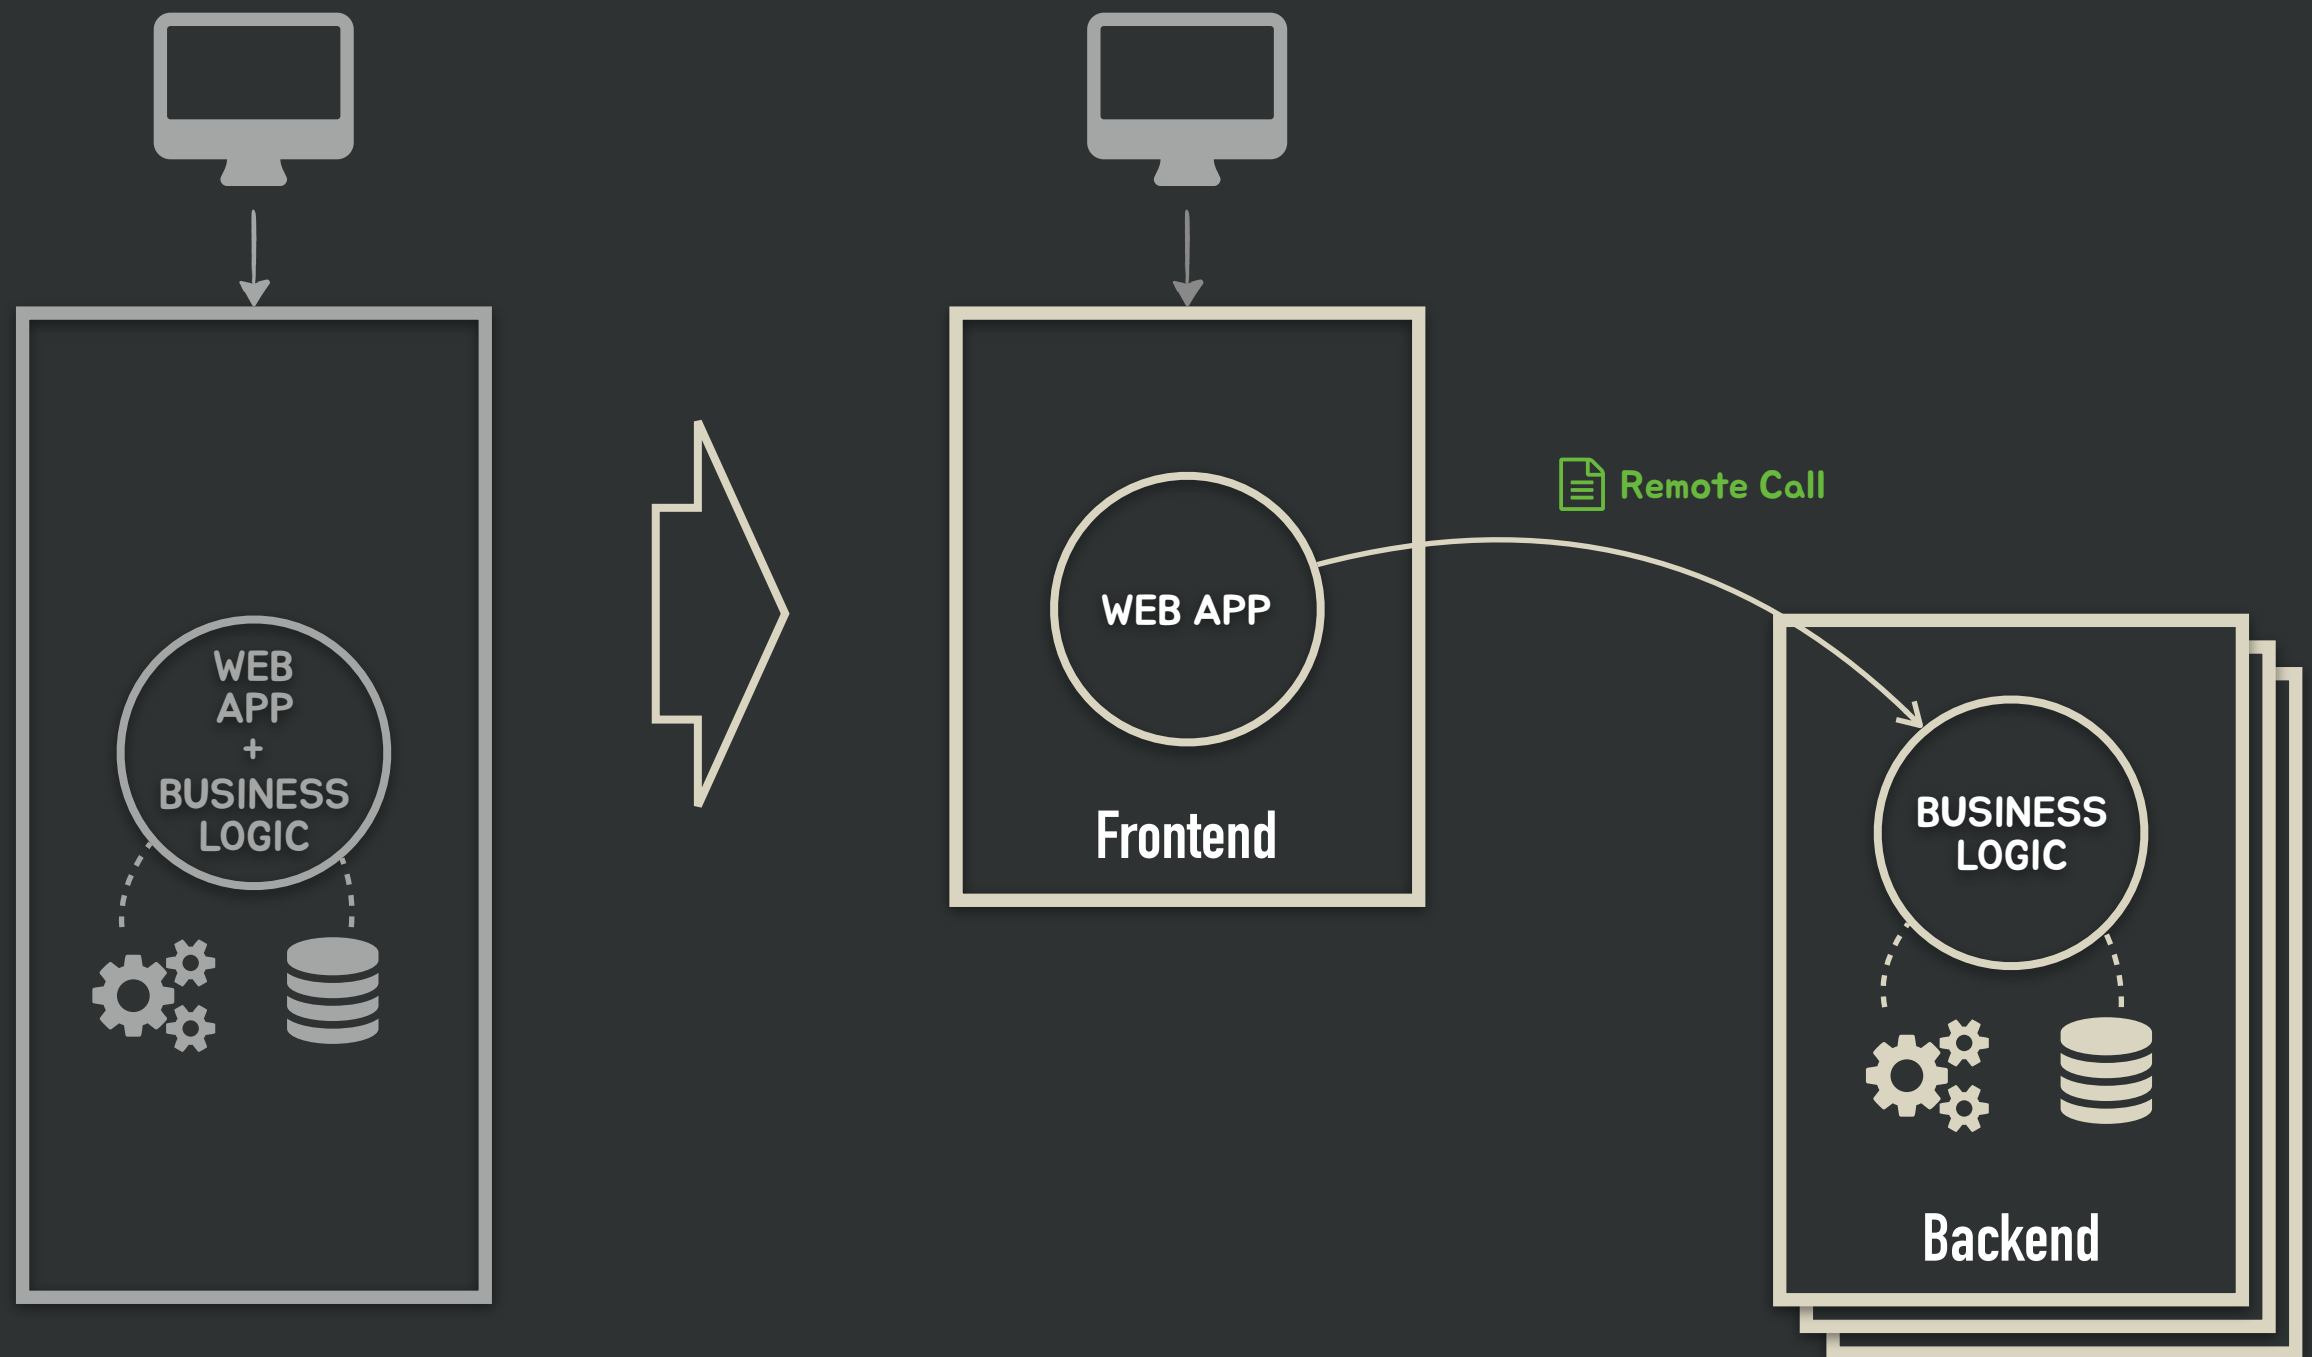 WEB
APP
+
BUSINESS
LOGIC
WEB APP
Frontend
Remote Call
BUSINESS
LOGIC
Backend